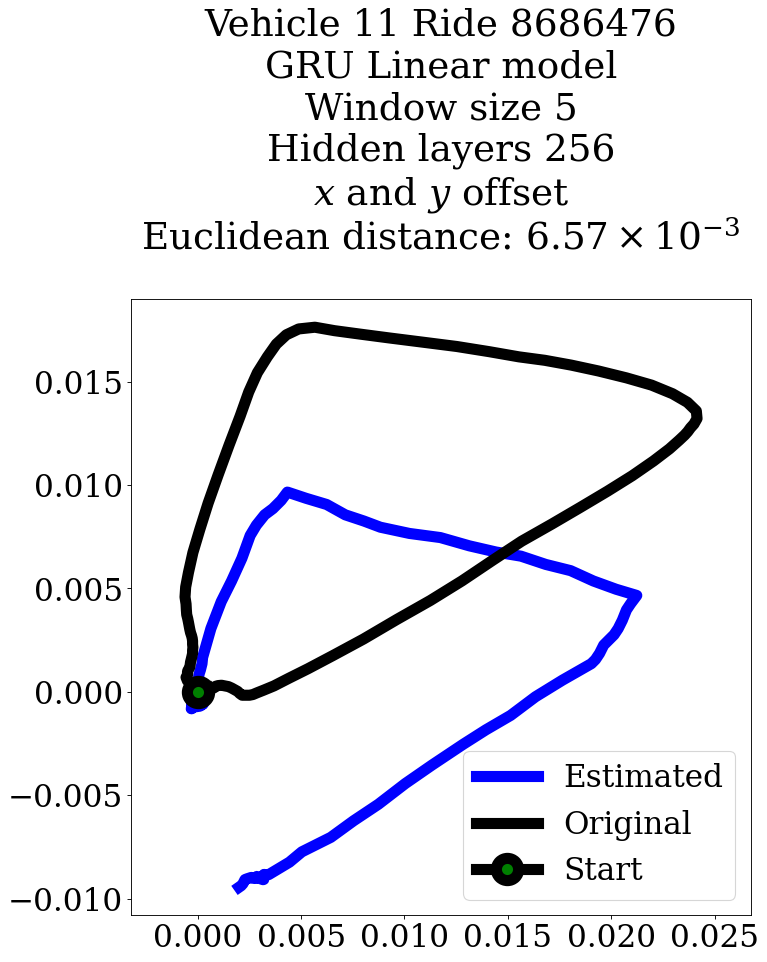 Vehicle 11 Ride 8686476
GRU Linear model
Window size 5
Hidden layers 256
x and y offset
Euclidean distance: 6.57 × 10⁻³
0.015
0.010
0.005
0.000
−0.005
−0.010
Estimated
Original
Start
0.000 0.005 0.010 0.015 0.020 0.025